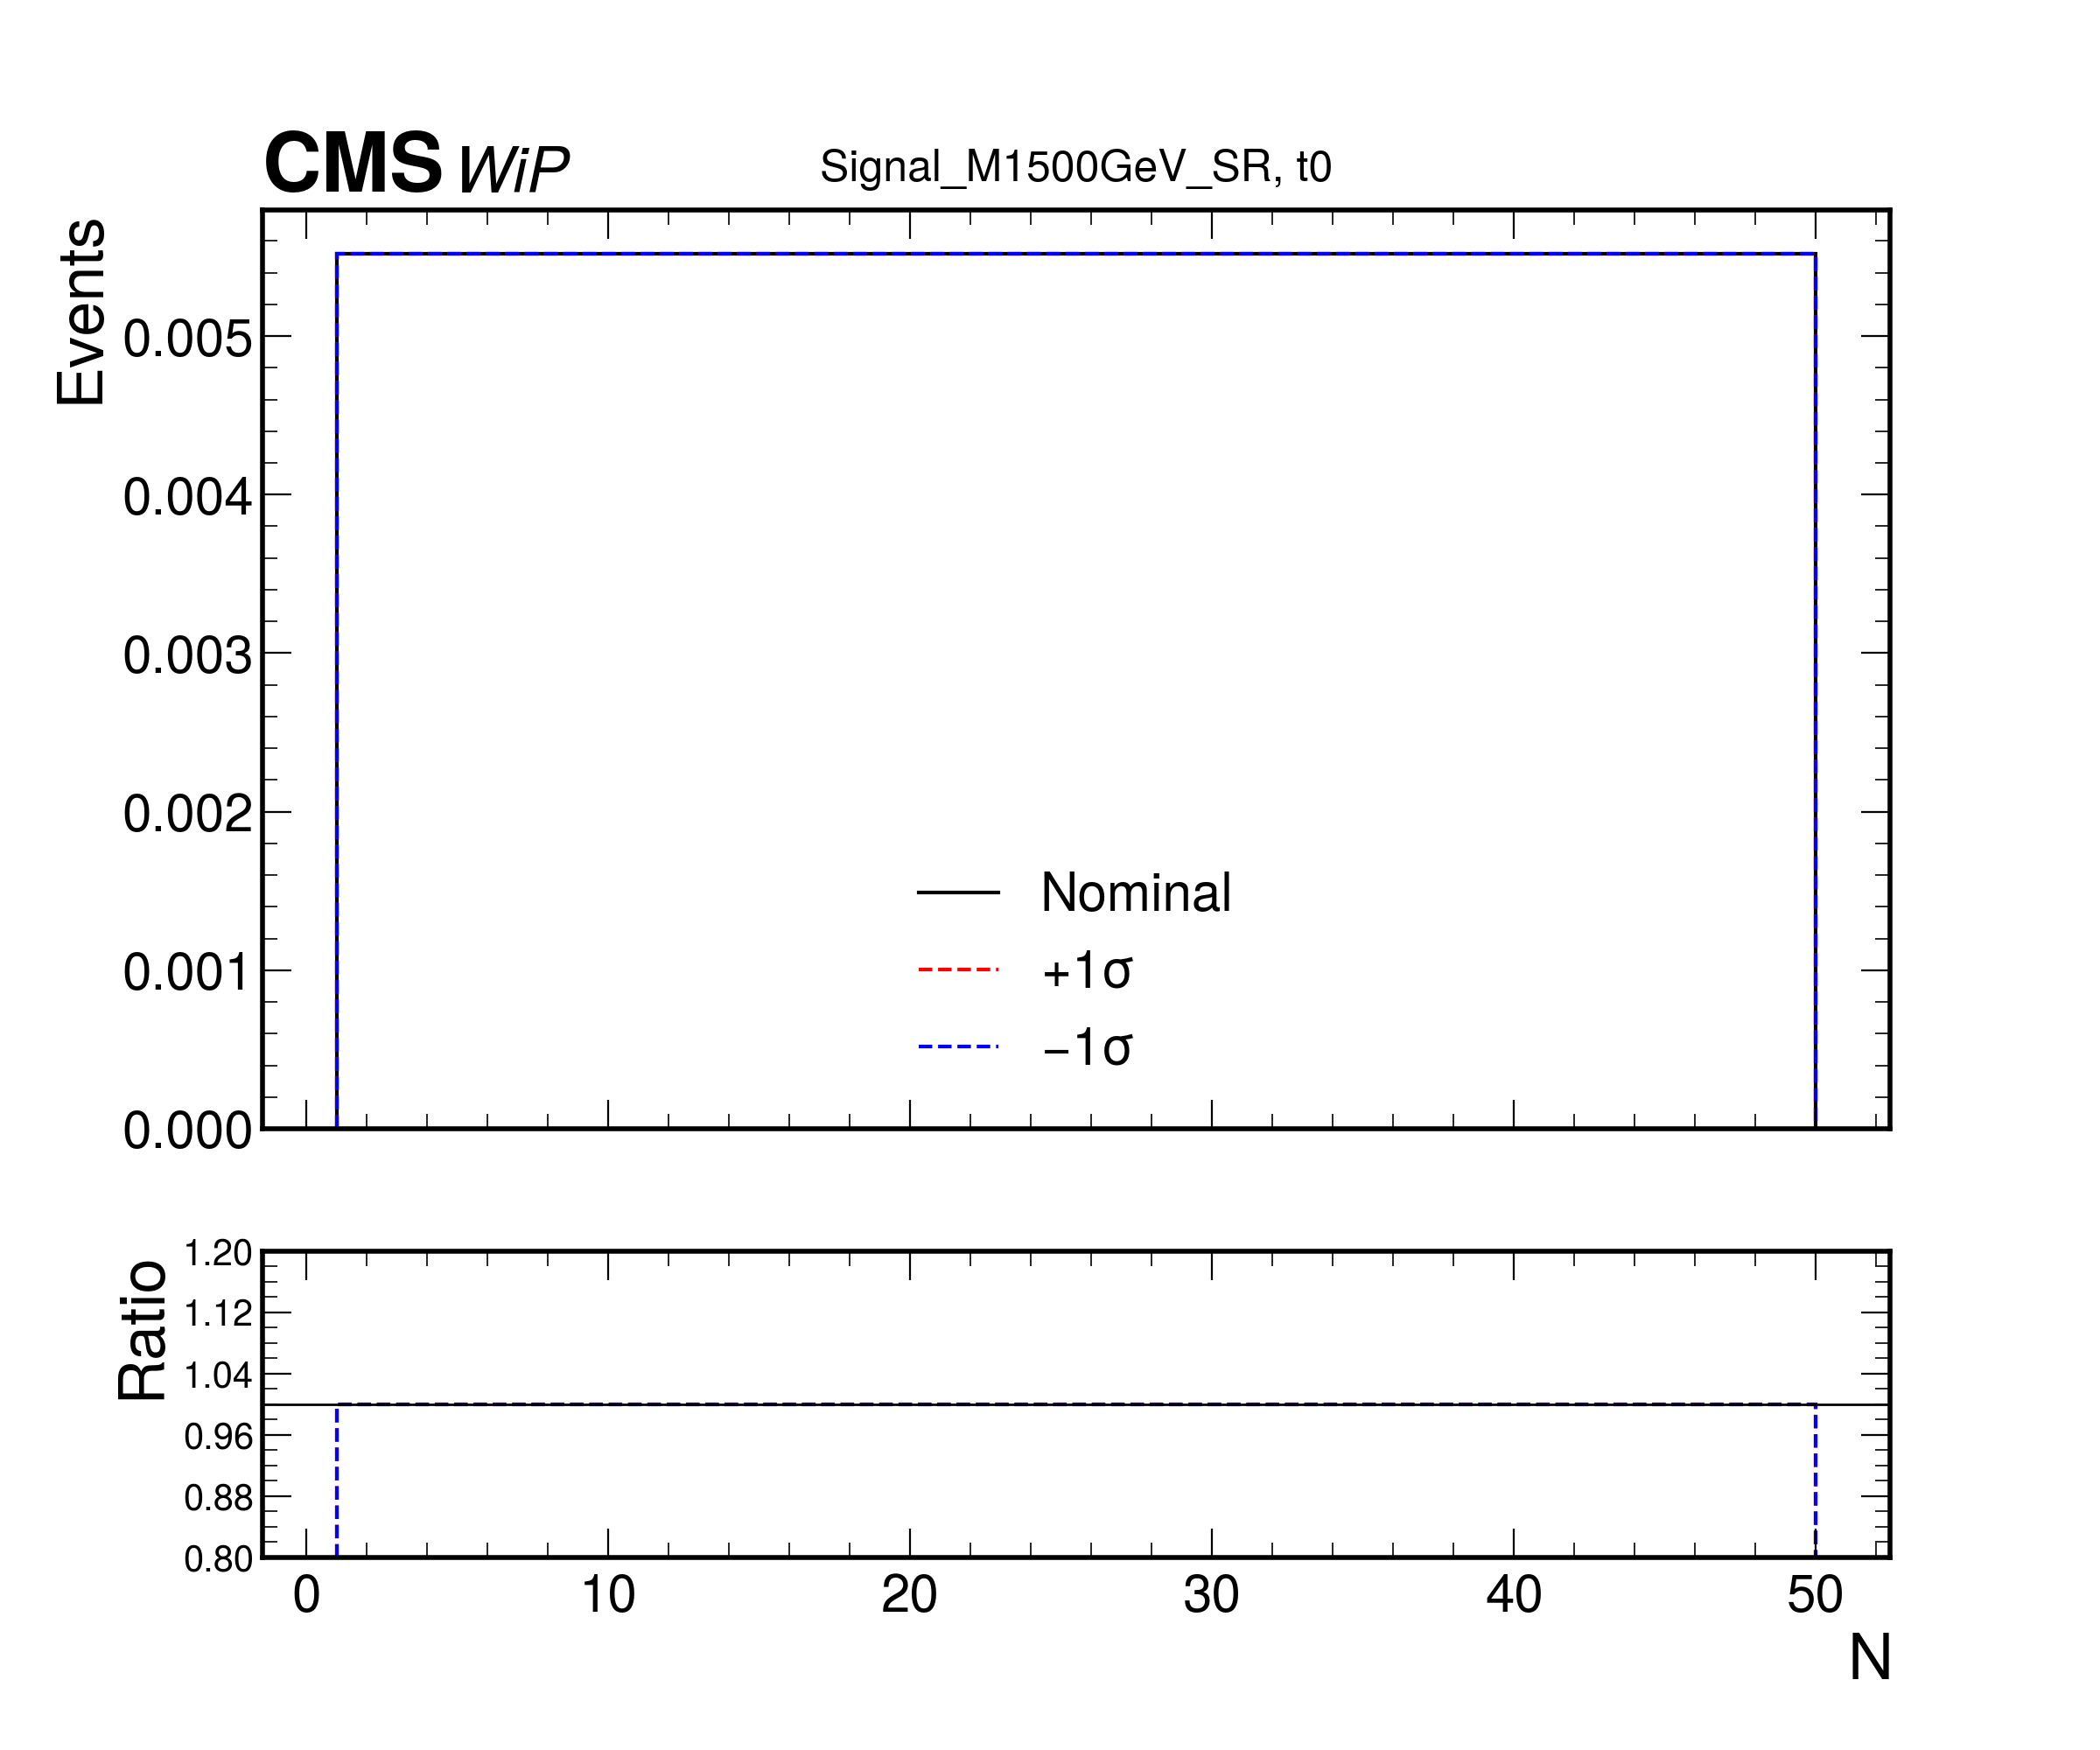 CMS WiP
Signal_M1500GeV_SR, t0
Events
0.005
0.004
0.003
0.002
0.001
0.000
Nominal
+1σ
−1σ
Ratio
1.20
1.12
1.04
0.96
0.88
0.80
0 10 20 30 40 50
N